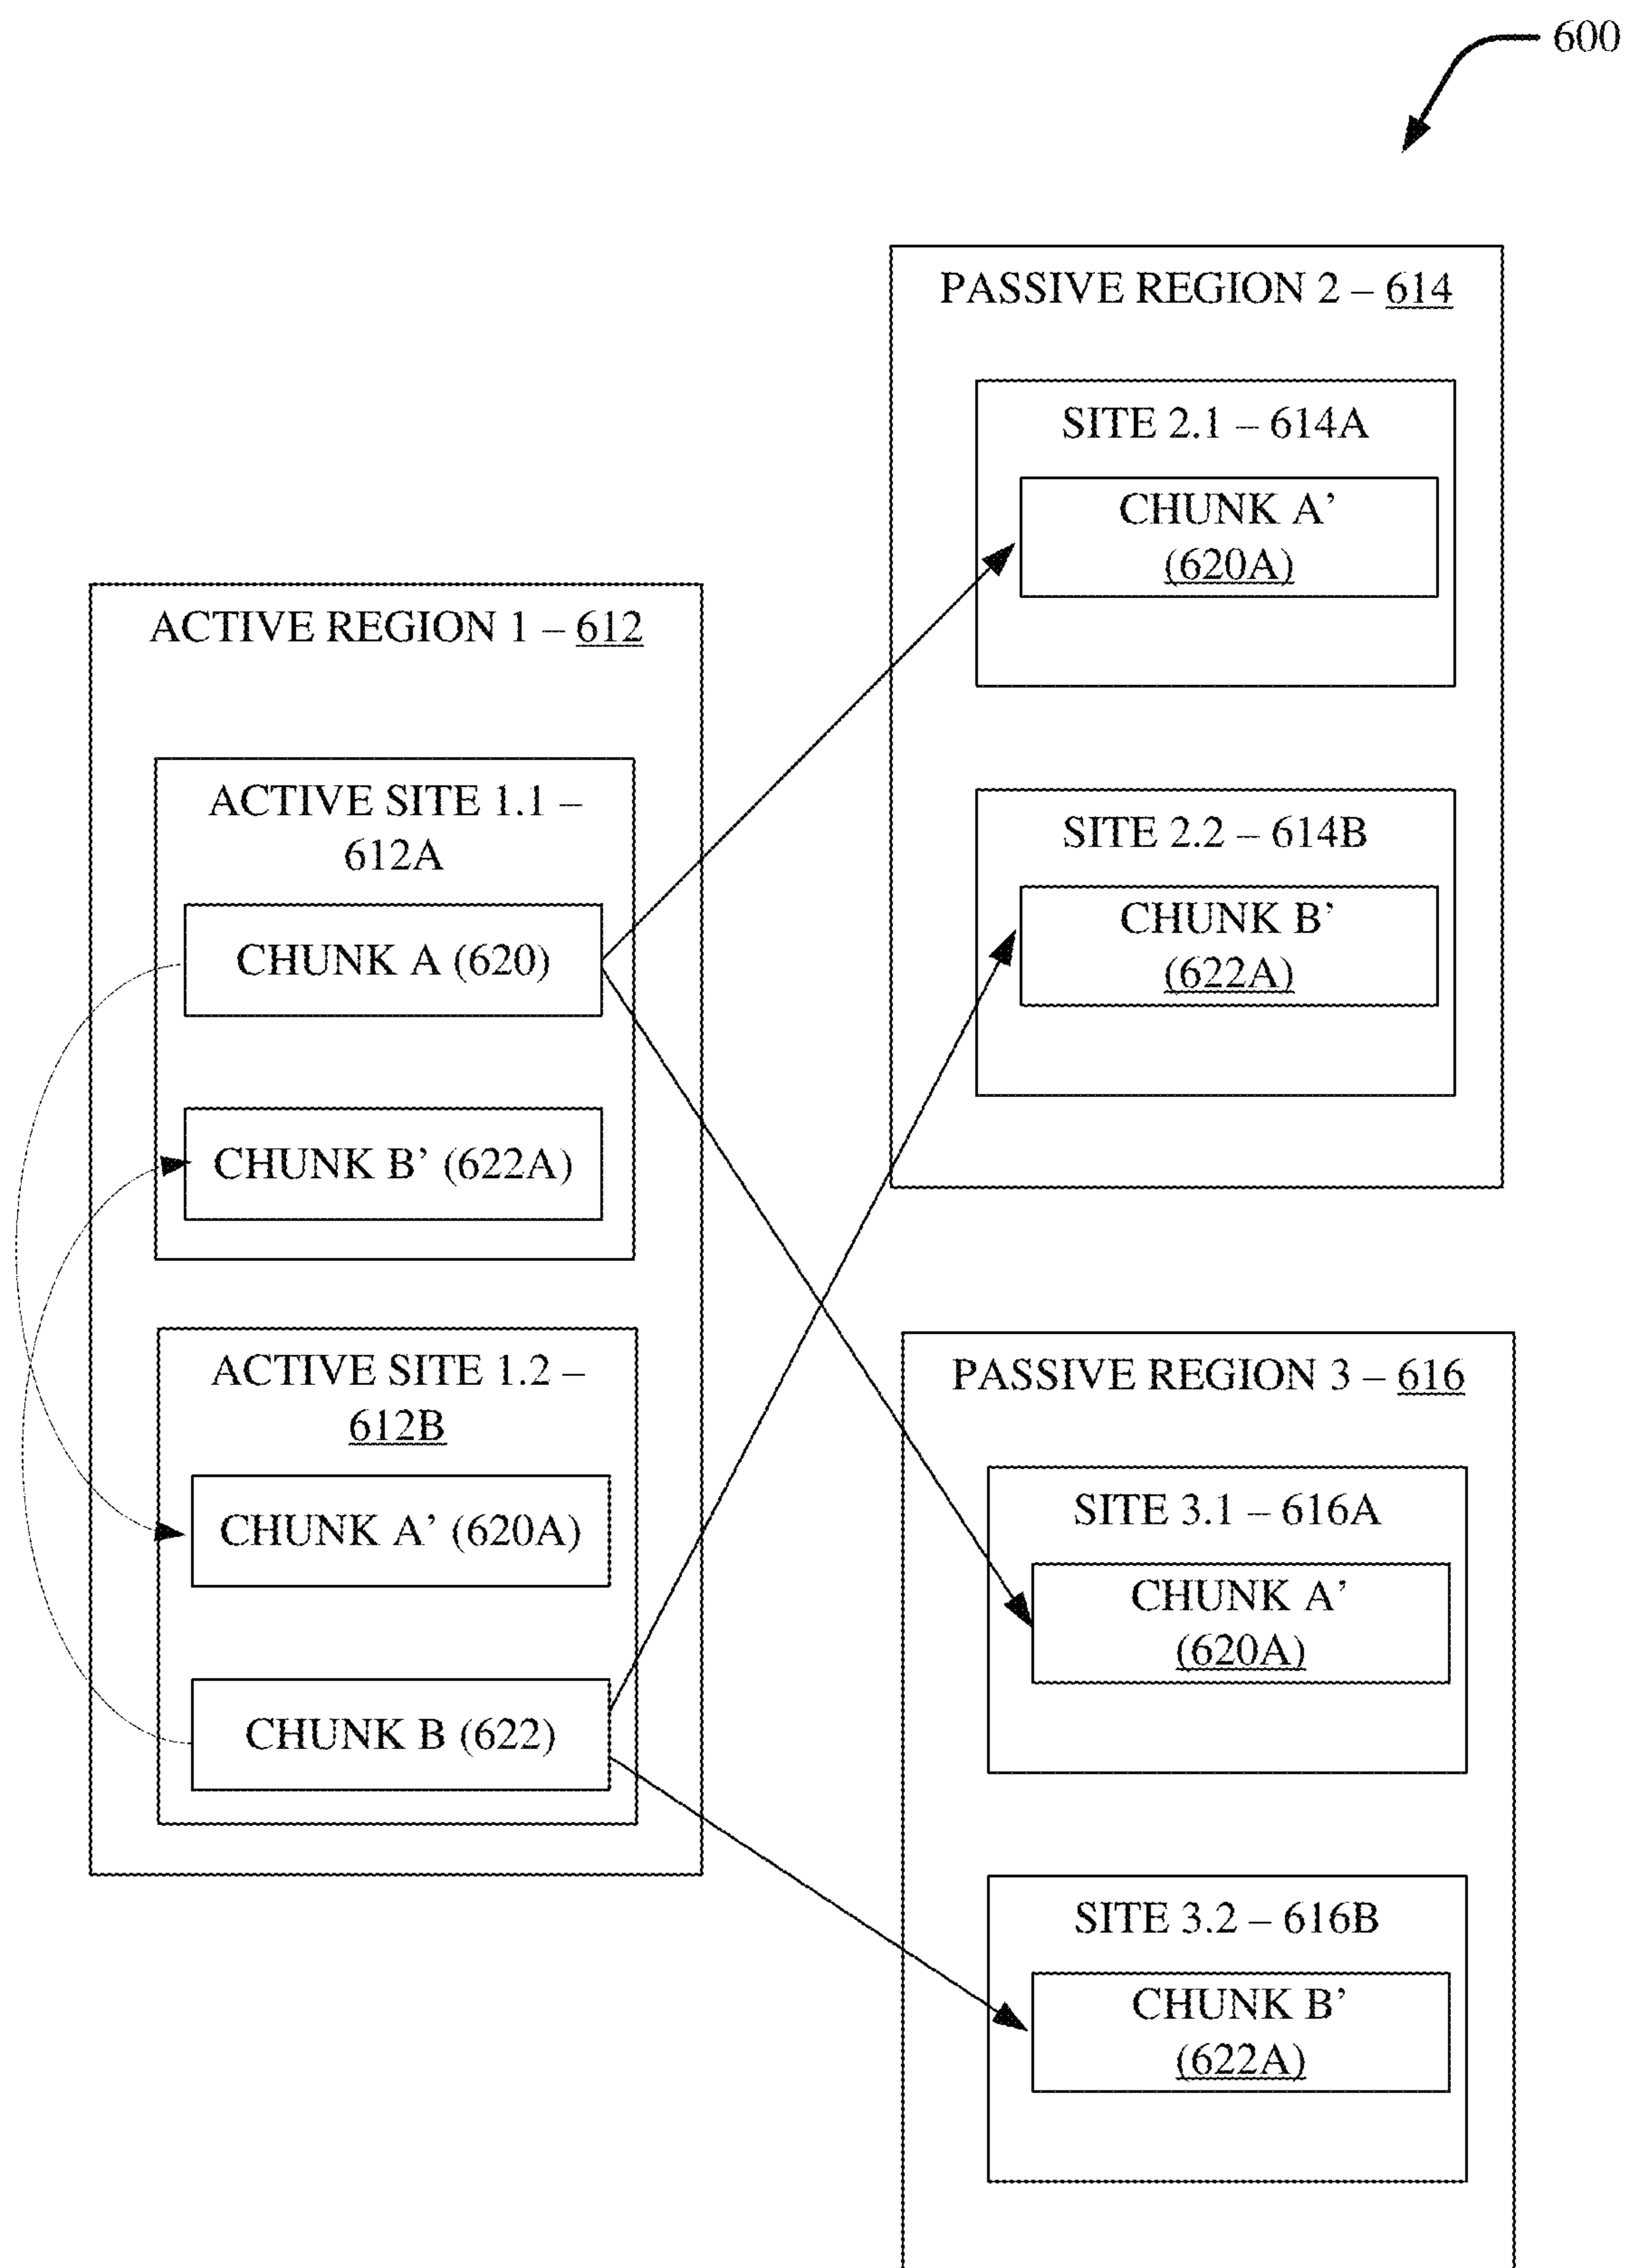 600
PASSIVE REGION 2 – 614
SITE 2.1 – 614A
CHUNK A’
(620A)
SITE 2.2 – 614B
CHUNK B’
(622A)
ACTIVE REGION 1 – 612
ACTIVE SITE 1.1 –
612A
CHUNK A (620)
CHUNK B’ (622A)
ACTIVE SITE 1.2 –
612B
CHUNK A’ (620A)
CHUNK B (622)
PASSIVE REGION 3 – 616
SITE 3.1 – 616A
CHUNK A’
(620A)
SITE 3.2 – 616B
CHUNK B’
(622A)